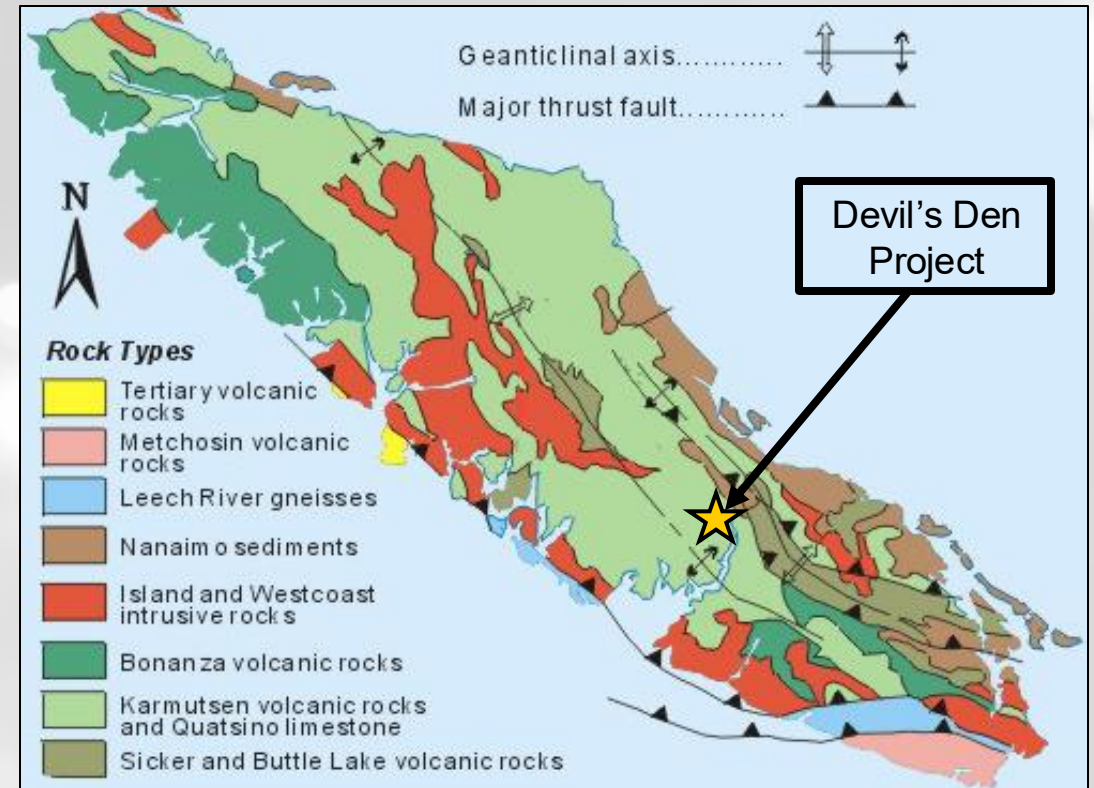 Geanticlinal axis...........
Major thrust fault...........
Devil's Den
Project
N
Rock Types
Tertiary volcanic
rocks
Metchosin volcanic
rocks
Leech River gneisses
Nanaimo sediments
Island and Westcoast
intrusive rocks
Bonanza volcanic rocks
Karmutsen volcanic rocks
and Quatsino limestone
Sicker and Buttle Lake volcanic rocks